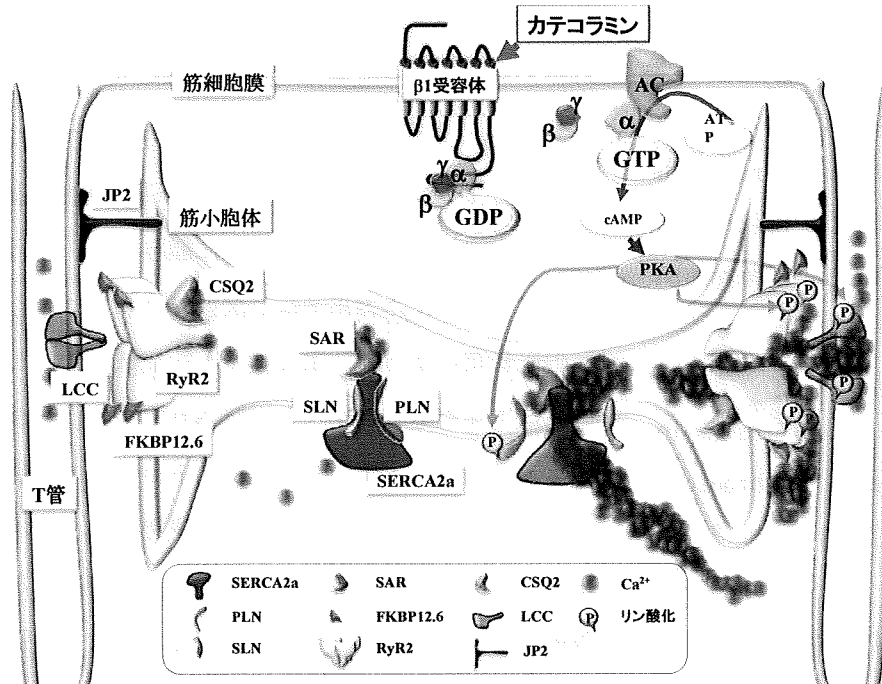 カテコラミン
筋細胞膜
β1受容体
AC
γ
β
α
AT
P
GTP
γ
α
β
GDP
JP2
筋小胞体
cAMP
PKA
CSQ2
P
P
P
SAR
LCC
RyR2
P
SLN
PLN
P
P
FKBP12.6
SERCA2a
T管
SERCA2a
SAR
CSQ2
Ca²⁺
PLN
FKBP12.6
LCC
P
リン酸化
SLN
RyR2
JP2